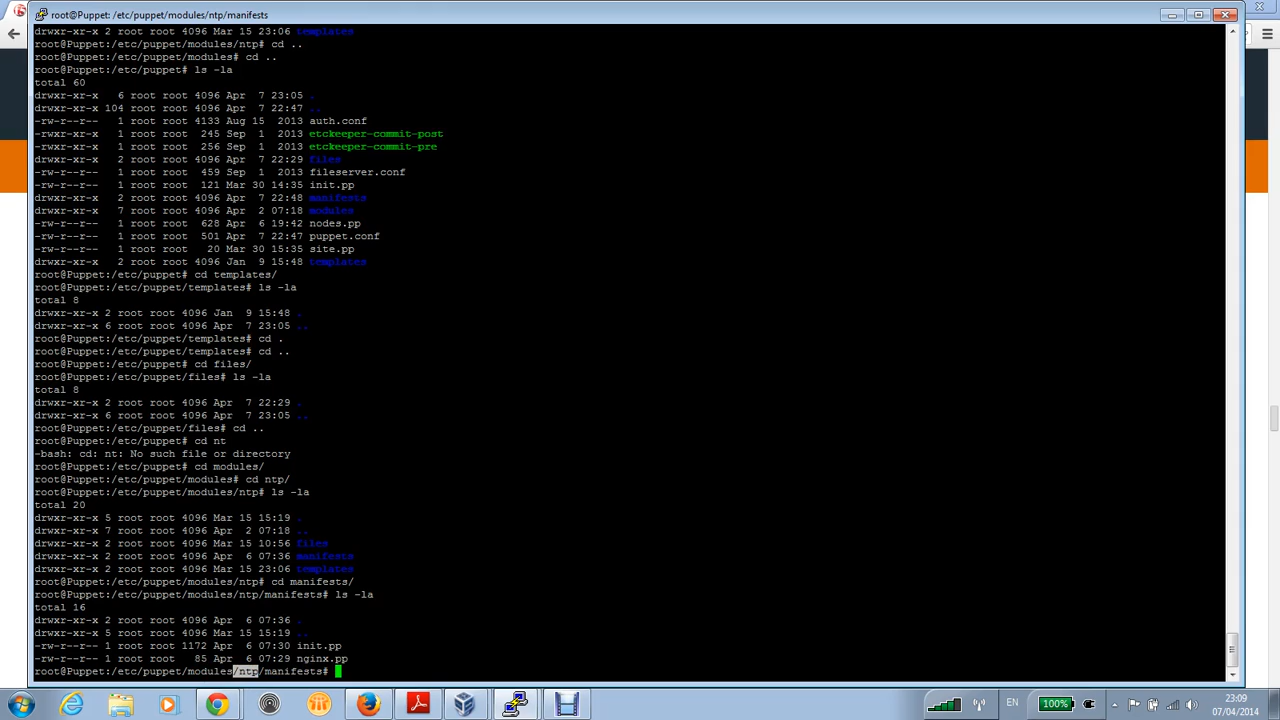 root@Puppet: /etc/puppet/modules/ntp/manifests
drwxr-xr-x 2 root root 4096 Mar 15 23:06 templates
root@Puppet:/etc/puppet/modules/ntp# cd ..
root@Puppet:/etc/puppet/modules# cd ..
root@Puppet:/etc/puppet# ls -la
total 60
drwxr-xr-x   6 root root 4096 Apr  7 23:05 .
drwxr-xr-x 104 root root 4096 Apr  7 22:47 ..
-rw-r--r--   1 root root 4133 Aug 15  2013 auth.conf
-rwxr-xr-x   1 root root  245 Sep  1  2013 etckeeper-commit-post
-rwxr-xr-x   1 root root  256 Sep  1  2013 etckeeper-commit-pre
drwxr-xr-x   2 root root 4096 Apr  7 22:29 files
-rw-r--r--   1 root root  459 Sep  1  2013 fileserver.conf
-rw-r--r--   1 root root  121 Mar 30 14:35 init.pp
drwxr-xr-x   2 root root 4096 Apr  7 22:48 manifests
drwxr-xr-x   7 root root 4096 Apr  2 07:18 modules
-rw-r--r--   1 root root  628 Apr  6 19:42 nodes.pp
-rw-r--r--   1 root root  501 Apr  7 22:47 puppet.conf
-rw-r--r--   1 root root   20 Mar 30 15:35 site.pp
drwxr-xr-x   2 root root 4096 Jan  9 15:48 templates
root@Puppet:/etc/puppet# cd templates/
root@Puppet:/etc/puppet/templates# ls -la
total 8
drwxr-xr-x 2 root root 4096 Jan  9 15:48 .
drwxr-xr-x 6 root root 4096 Apr  7 23:05 ..
root@Puppet:/etc/puppet/templates# cd .
root@Puppet:/etc/puppet/templates# cd ..
root@Puppet:/etc/puppet# cd files/
root@Puppet:/etc/puppet/files# ls -la
total 8
drwxr-xr-x 2 root root 4096 Apr  7 22:29 .
drwxr-xr-x 6 root root 4096 Apr  7 23:05 ..
root@Puppet:/etc/puppet/files# cd ..
root@Puppet:/etc/puppet# cd nt
-bash: cd: nt: No such file or directory
root@Puppet:/etc/puppet# cd modules/
root@Puppet:/etc/puppet/modules# cd ntp/
root@Puppet:/etc/puppet/modules/ntp# ls -la
total 20
drwxr-xr-x 5 root root 4096 Mar 15 15:19 .
drwxr-xr-x 7 root root 4096 Apr  2 07:18 ..
drwxr-xr-x 2 root root 4096 Mar 15 10:56 files
drwxr-xr-x 2 root root 4096 Apr  6 07:36 manifests
drwxr-xr-x 2 root root 4096 Mar 15 23:06 templates
root@Puppet:/etc/puppet/modules/ntp# cd manifests/
root@Puppet:/etc/puppet/modules/ntp/manifests# ls -la
total 16
drwxr-xr-x 2 root root 4096 Apr  6 07:36 .
drwxr-xr-x 5 root root 4096 Mar 15 15:19 ..
-rw-r--r-- 1 root root 1172 Apr  6 07:30 init.pp
-rw-r--r-- 1 root root   85 Apr  6 07:29 nginx.pp
root@Puppet:/etc/puppet/modules/ntp/manifests#
EN
100%
23:09
07/04/2014